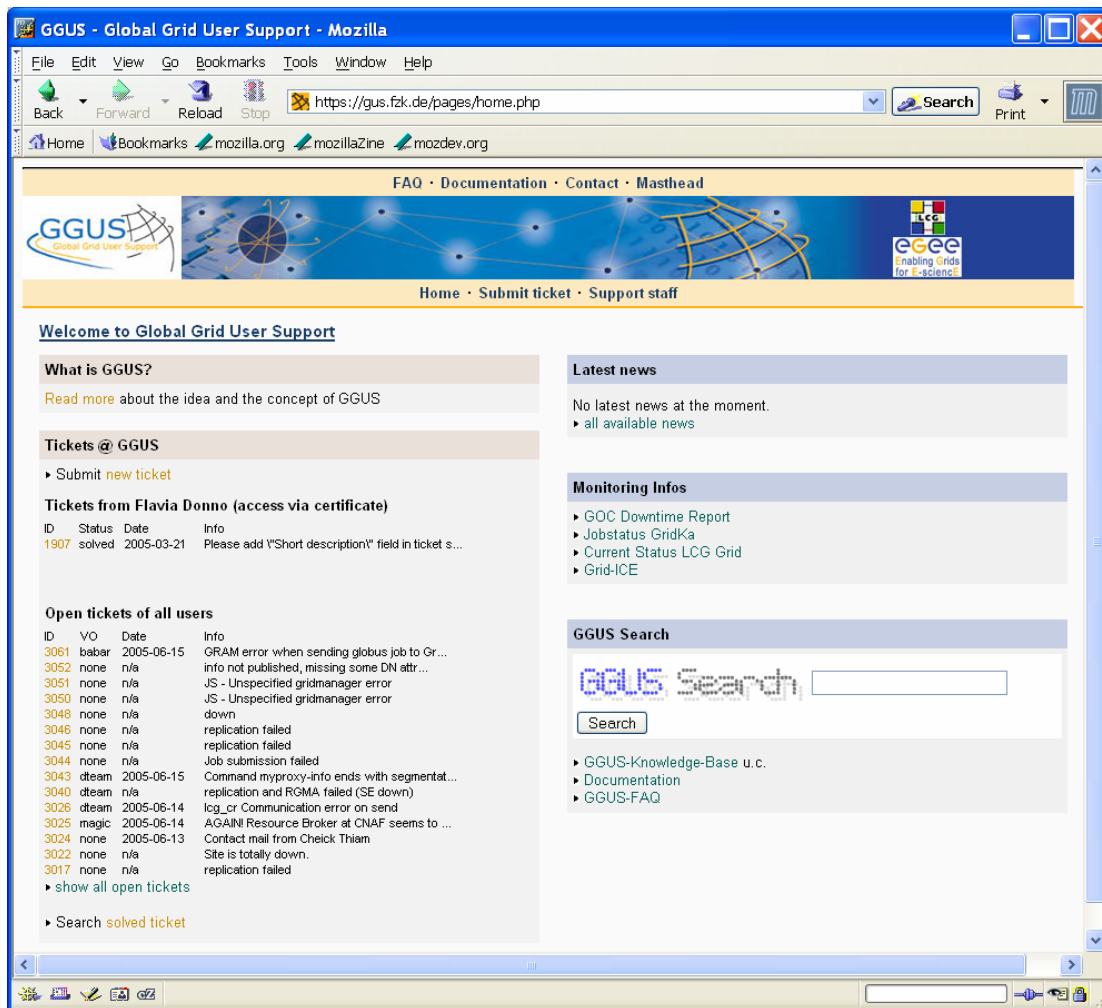 GGUS - Global Grid User Support - Mozilla
File Edit View Go Bookmarks Tools Window Help
Back Forward Reload Stop https://gus.fzk.de/pages/home.php Search Print
Home Bookmarks mozilla.org mozillaZine mozdev.org
FAQ · Documentation · Contact · Masthead
GGUS
Global Grid User Support
LCG
eGee
Enabling Grids
for E-sciencE
Home · Submit ticket · Support staff
Welcome to Global Grid User Support
What is GGUS?
Read more about the idea and the concept of GGUS
Tickets @ GGUS
Submit new ticket
Tickets from Flavia Donno (access via certificate)
ID Status Date Info
1907 solved 2005-03-21 Please add \"Short description\" field in ticket s...
Open tickets of all users
ID VO Date Info
3061 babar 2005-06-15 GRAM error when sending globus job to Gr...
3052 none n/a info not published, missing some DN attr...
3051 none n/a JS - Unspecified gridmanager error
3050 none n/a JS - Unspecified gridmanager error
3048 none n/a down
3046 none n/a replication failed
3045 none n/a replication failed
3044 none n/a Job submission failed
3043 dteam 2005-06-15 Command myproxy-info ends with segmentat...
3040 dteam n/a replication and RGMA failed (SE down)
3026 dteam 2005-06-14 lcg_cr Communication error on send
3025 magic 2005-06-14 AGAIN! Resource Broker at CNAF seems to ...
3024 none 2005-06-13 Contact mail from Cheick Thiam
3022 none n/a Site is totally down.
3017 none n/a replication failed
show all open tickets
Search solved ticket
Latest news
No latest news at the moment.
all available news
Monitoring Infos
GOC Downtime Report
Jobstatus GridKa
Current Status LCG Grid
Grid-ICE
GGUS Search
GGUS Search
Search
GGUS-Knowledge-Base u.c.
Documentation
GGUS-FAQ